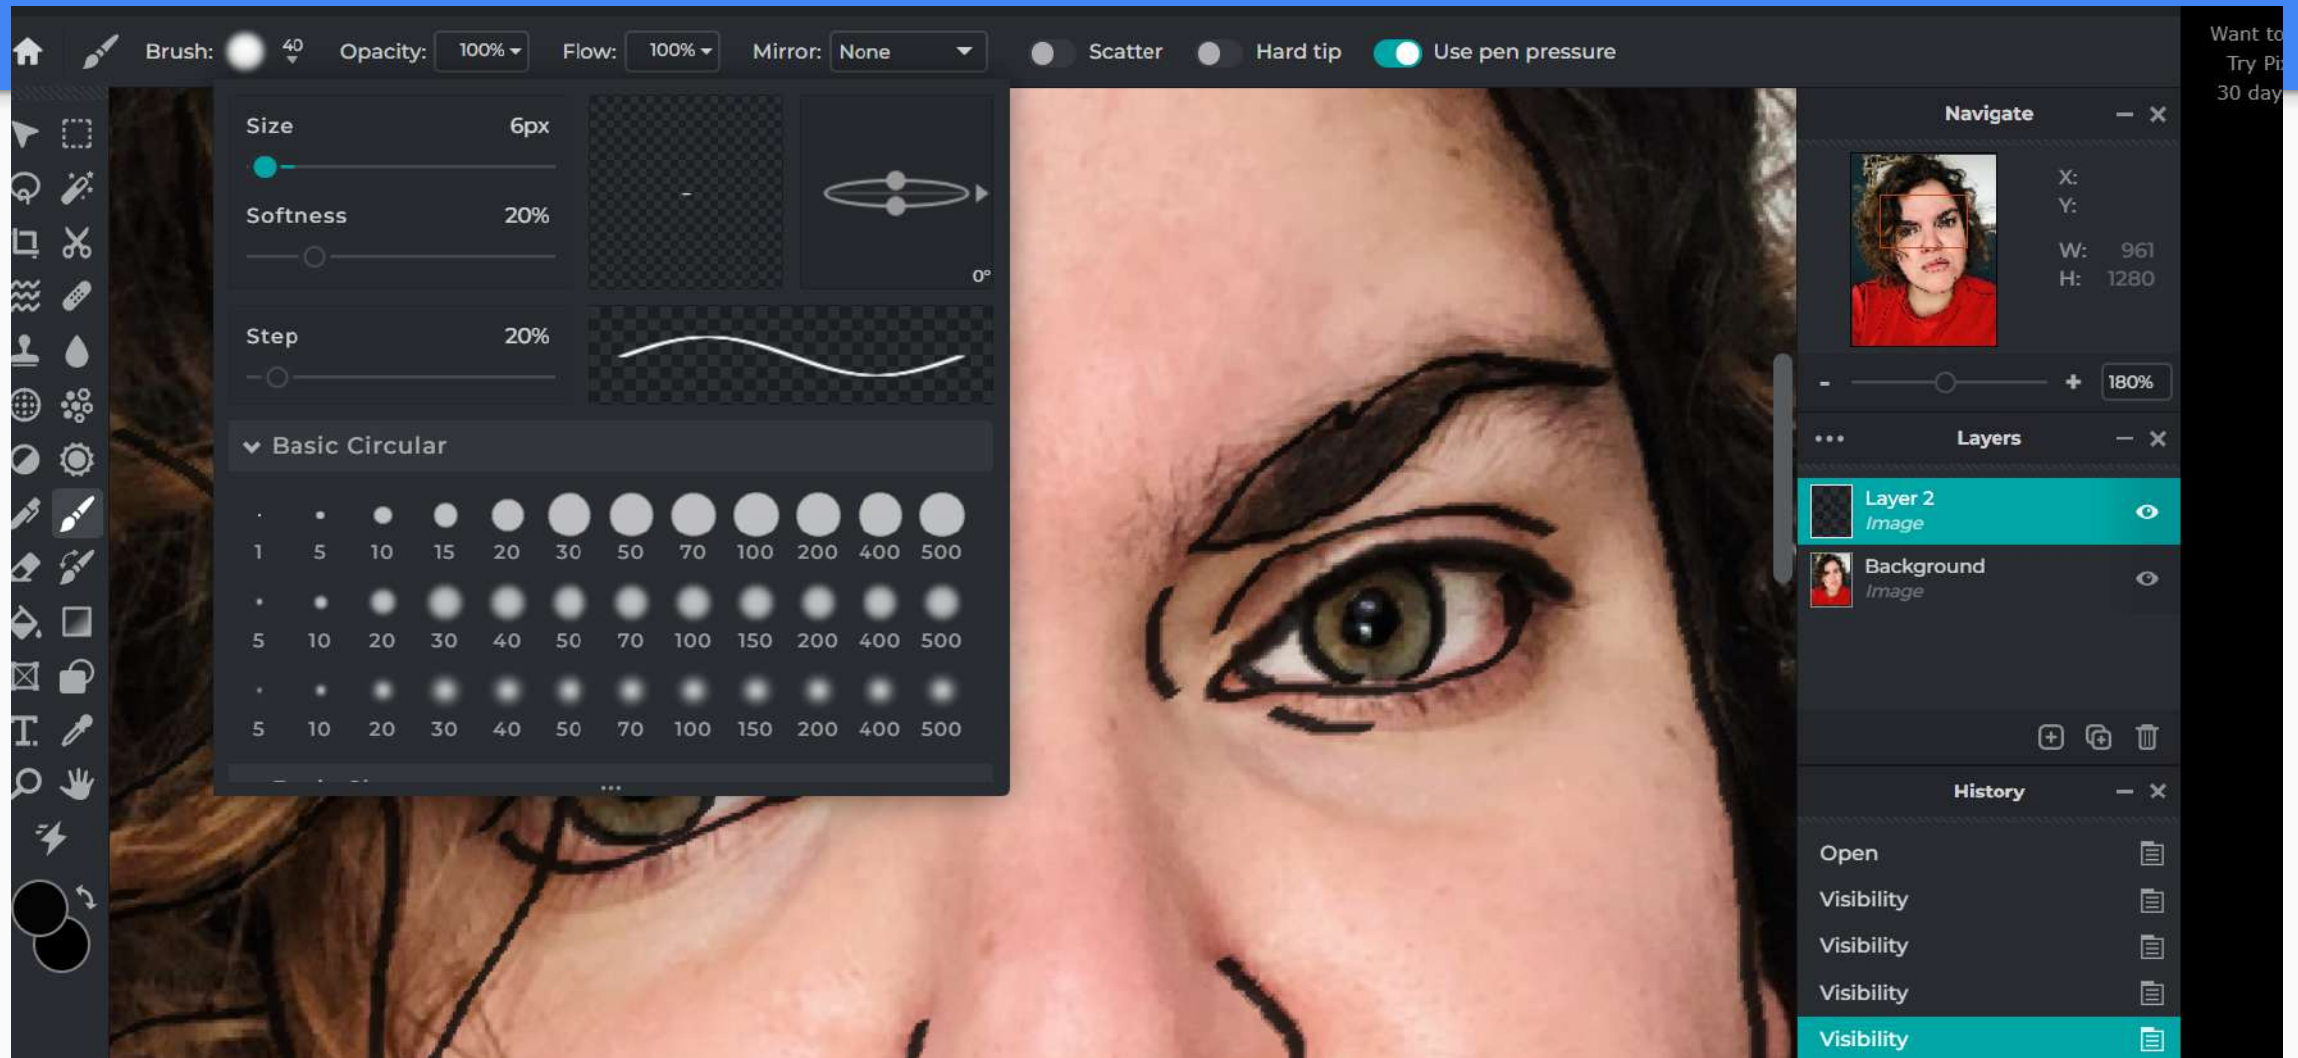 Brush: 40 Opacity: 100% Flow: 100% Mirror: None Scatter Hard tip Use pen pressure
Want to
Try
30 day
Size 6px
Softness 20%
0°
Step 20%
Basic Circular
1 5 10 15 20 30 50 70 100 200 400 500
5 10 20 30 40 50 70 100 150 200 400 500
5 10 20 30 40 50 70 100 150 200 400 500
Navigate
X:
Y:
W: 961
H: 1280
180%
Layers
Layer 2
Image
Background
Image
History
Open
Visibility
Visibility
Visibility
Visibility